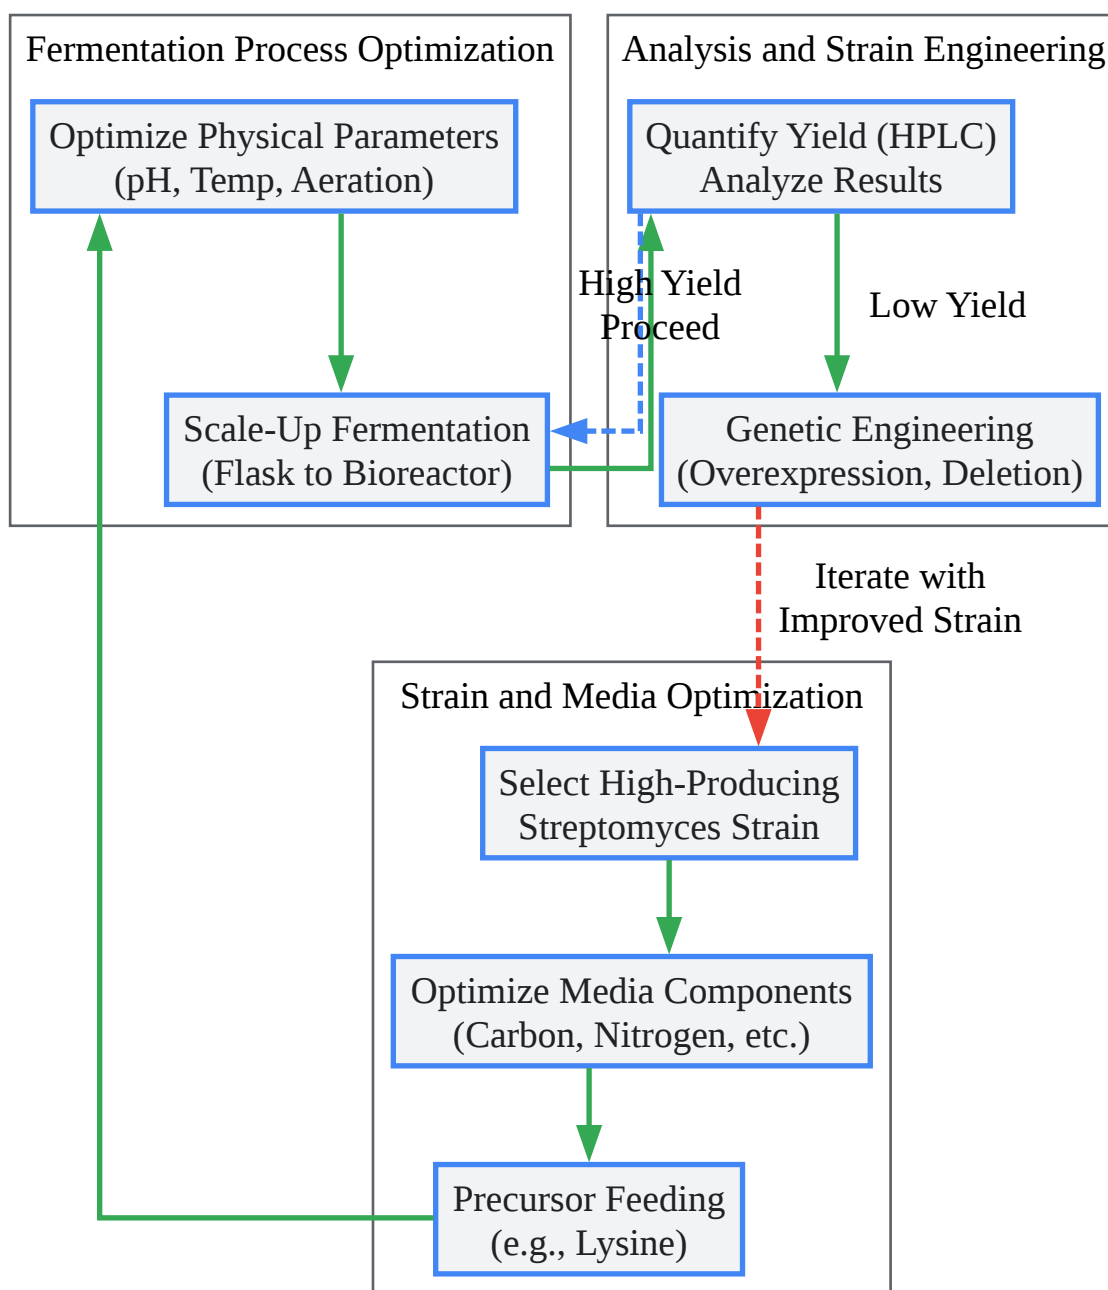 Fermentation Process Optimization
Optimize Physical Parameters
(pH, Temp, Aeration)
Scale-Up Fermentation
(Flask to Bioreactor)
Analysis and Strain Engineering
Quantify Yield (HPLC)
Analyze Results
High Yield
Proceed
Low Yield
Genetic Engineering
(Overexpression, Deletion)
Iterate with
Improved Strain
Strain and Media Optimization
Select High-Producing
Streptomyces Strain
Optimize Media Components
(Carbon, Nitrogen, etc.)
Precursor Feeding
(e.g., Lysine)